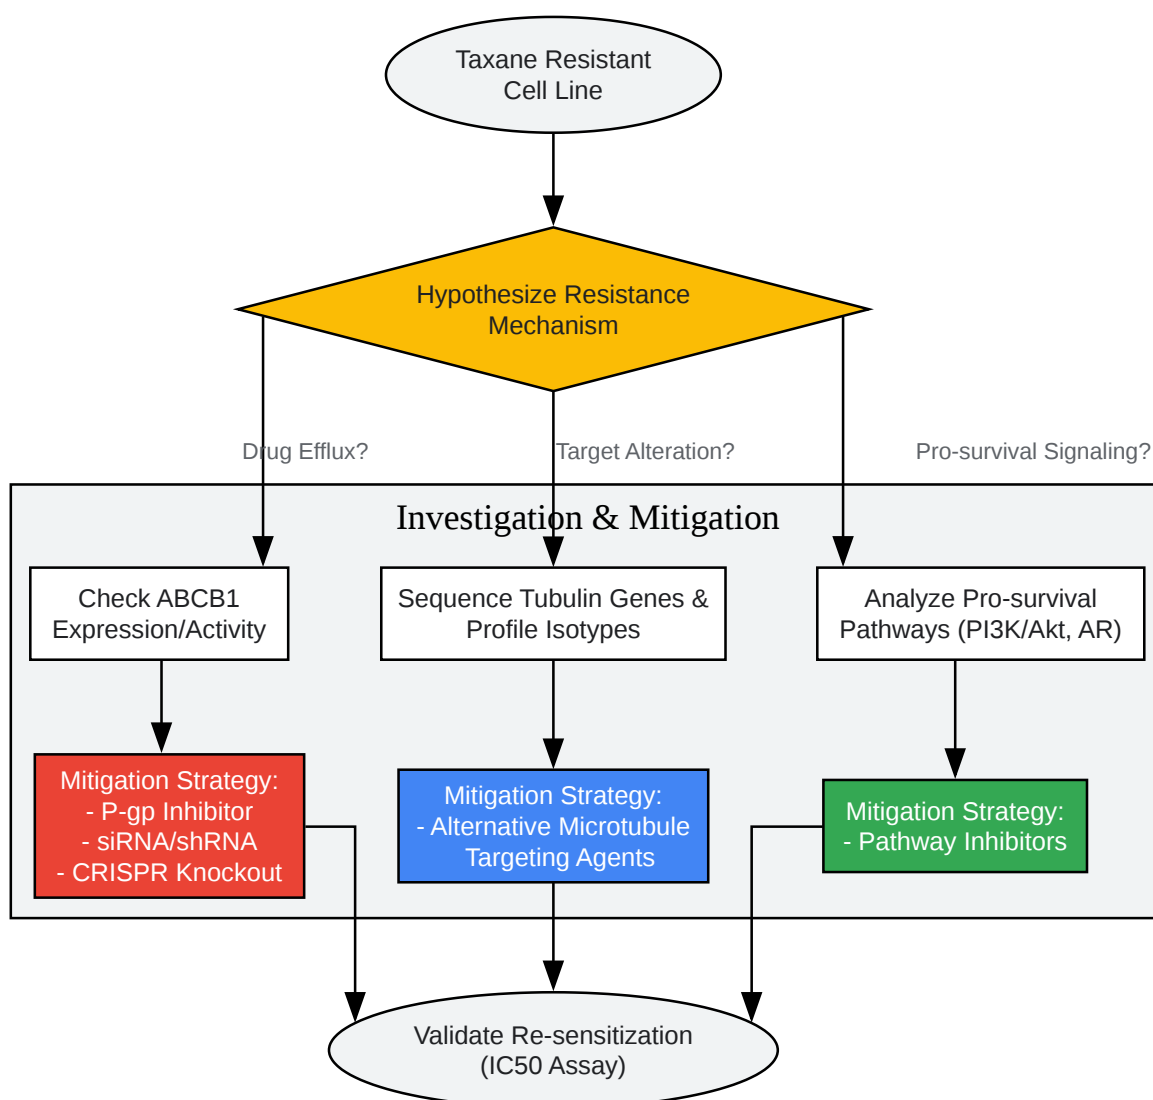 Taxane Resistant
Cell Line
Hypothesize Resistance
Mechanism
Drug Efflux?
Target Alteration?
Pro-survival Signaling?
Investigation & Mitigation
Check ABCB1
Expression/Activity
Sequence Tubulin Genes &
Profile Isotypes
Analyze Pro-survival
Pathways (PI3K/Akt, AR)
Mitigation Strategy:
- P-gp Inhibitor
- siRNA/shRNA
- CRISPR Knockout
Mitigation Strategy:
- Alternative Microtubule
Targeting Agents
Mitigation Strategy:
- Pathway Inhibitors
Validate Re-sensitization
(IC50 Assay)